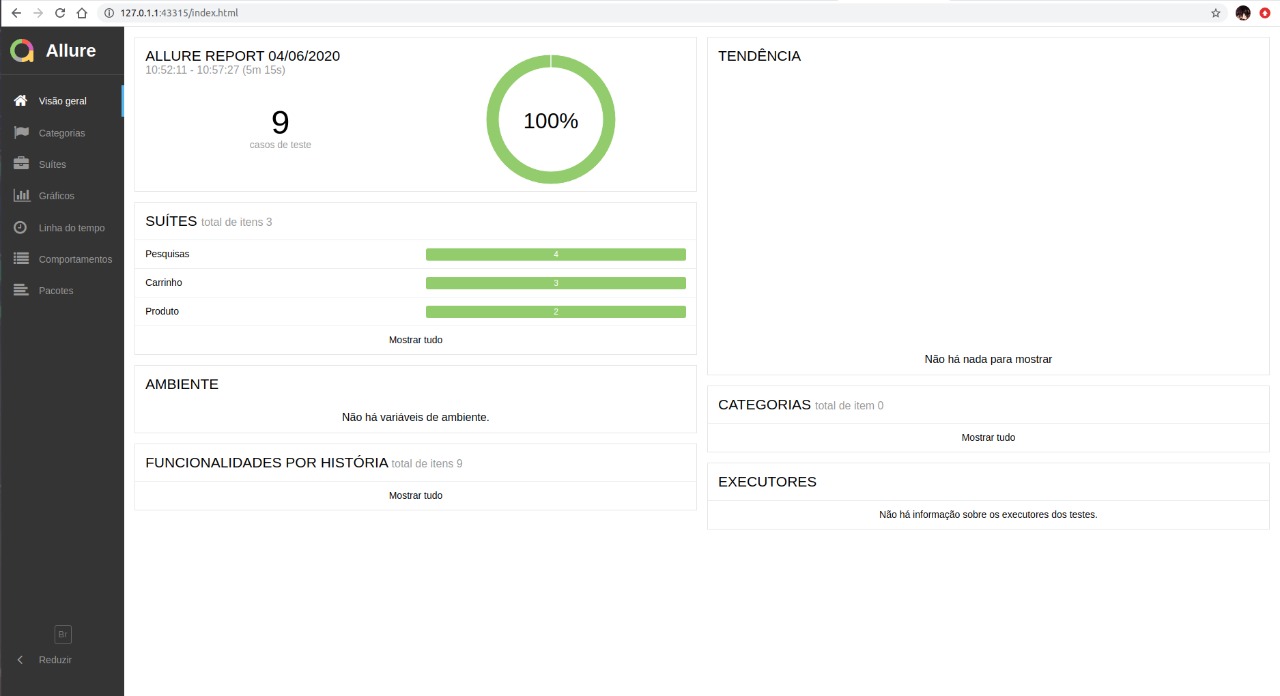 127.0.1.1:43315/index.html
Allure
Visão geral
Categorias
Suítes
Gráficos
Linha do tempo
Comportamentos
Pacotes
Br
Reduzir
ALLURE REPORT 04/06/2020
10:52:11 - 10:57:27 (5m 15s)
9
casos de teste
100%
SUÍTES total de itens 3
Pesquisas 4
Carrinho 3
Produto 2
Mostrar tudo
AMBIENTE
Não há variáveis de ambiente.
FUNCIONALIDADES POR HISTÓRIA total de itens 9
Mostrar tudo
TENDÊNCIA
Não há nada para mostrar
CATEGORIAS total de item 0
Mostrar tudo
EXECUTORES
Não há informação sobre os executores dos testes.